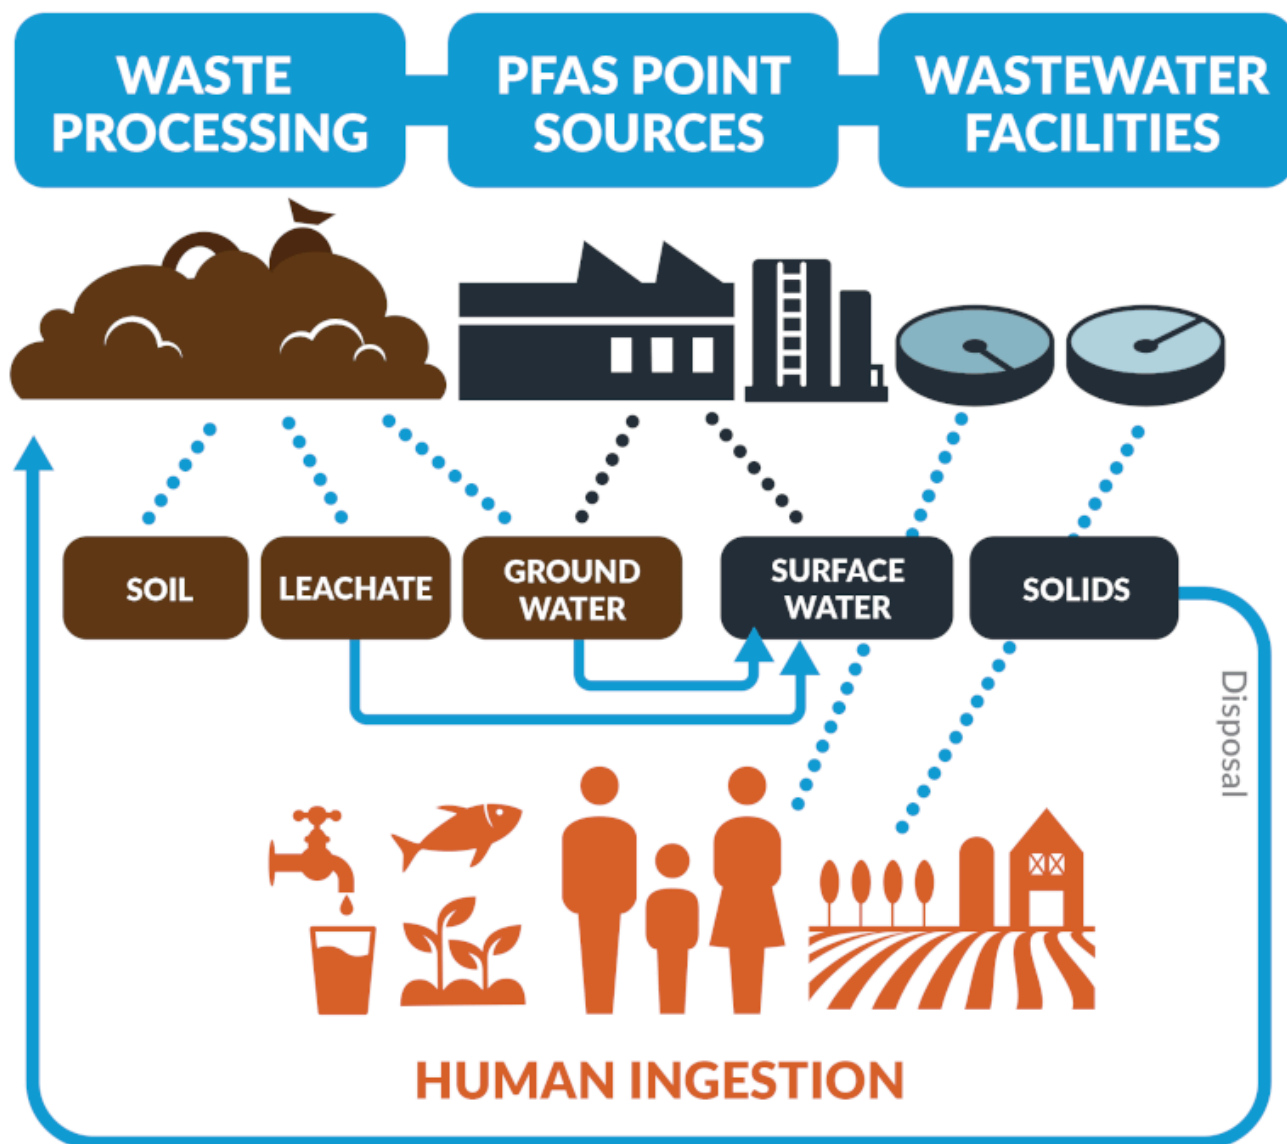 WASTE
PROCESSING
PFAS POINT
SOURCES
WASTEWATER
FACILITIES
SOIL
LEACHATE
GROUND
WATER
SURFACE
WATER
SOLIDS
Disposal
HUMAN INGESTION